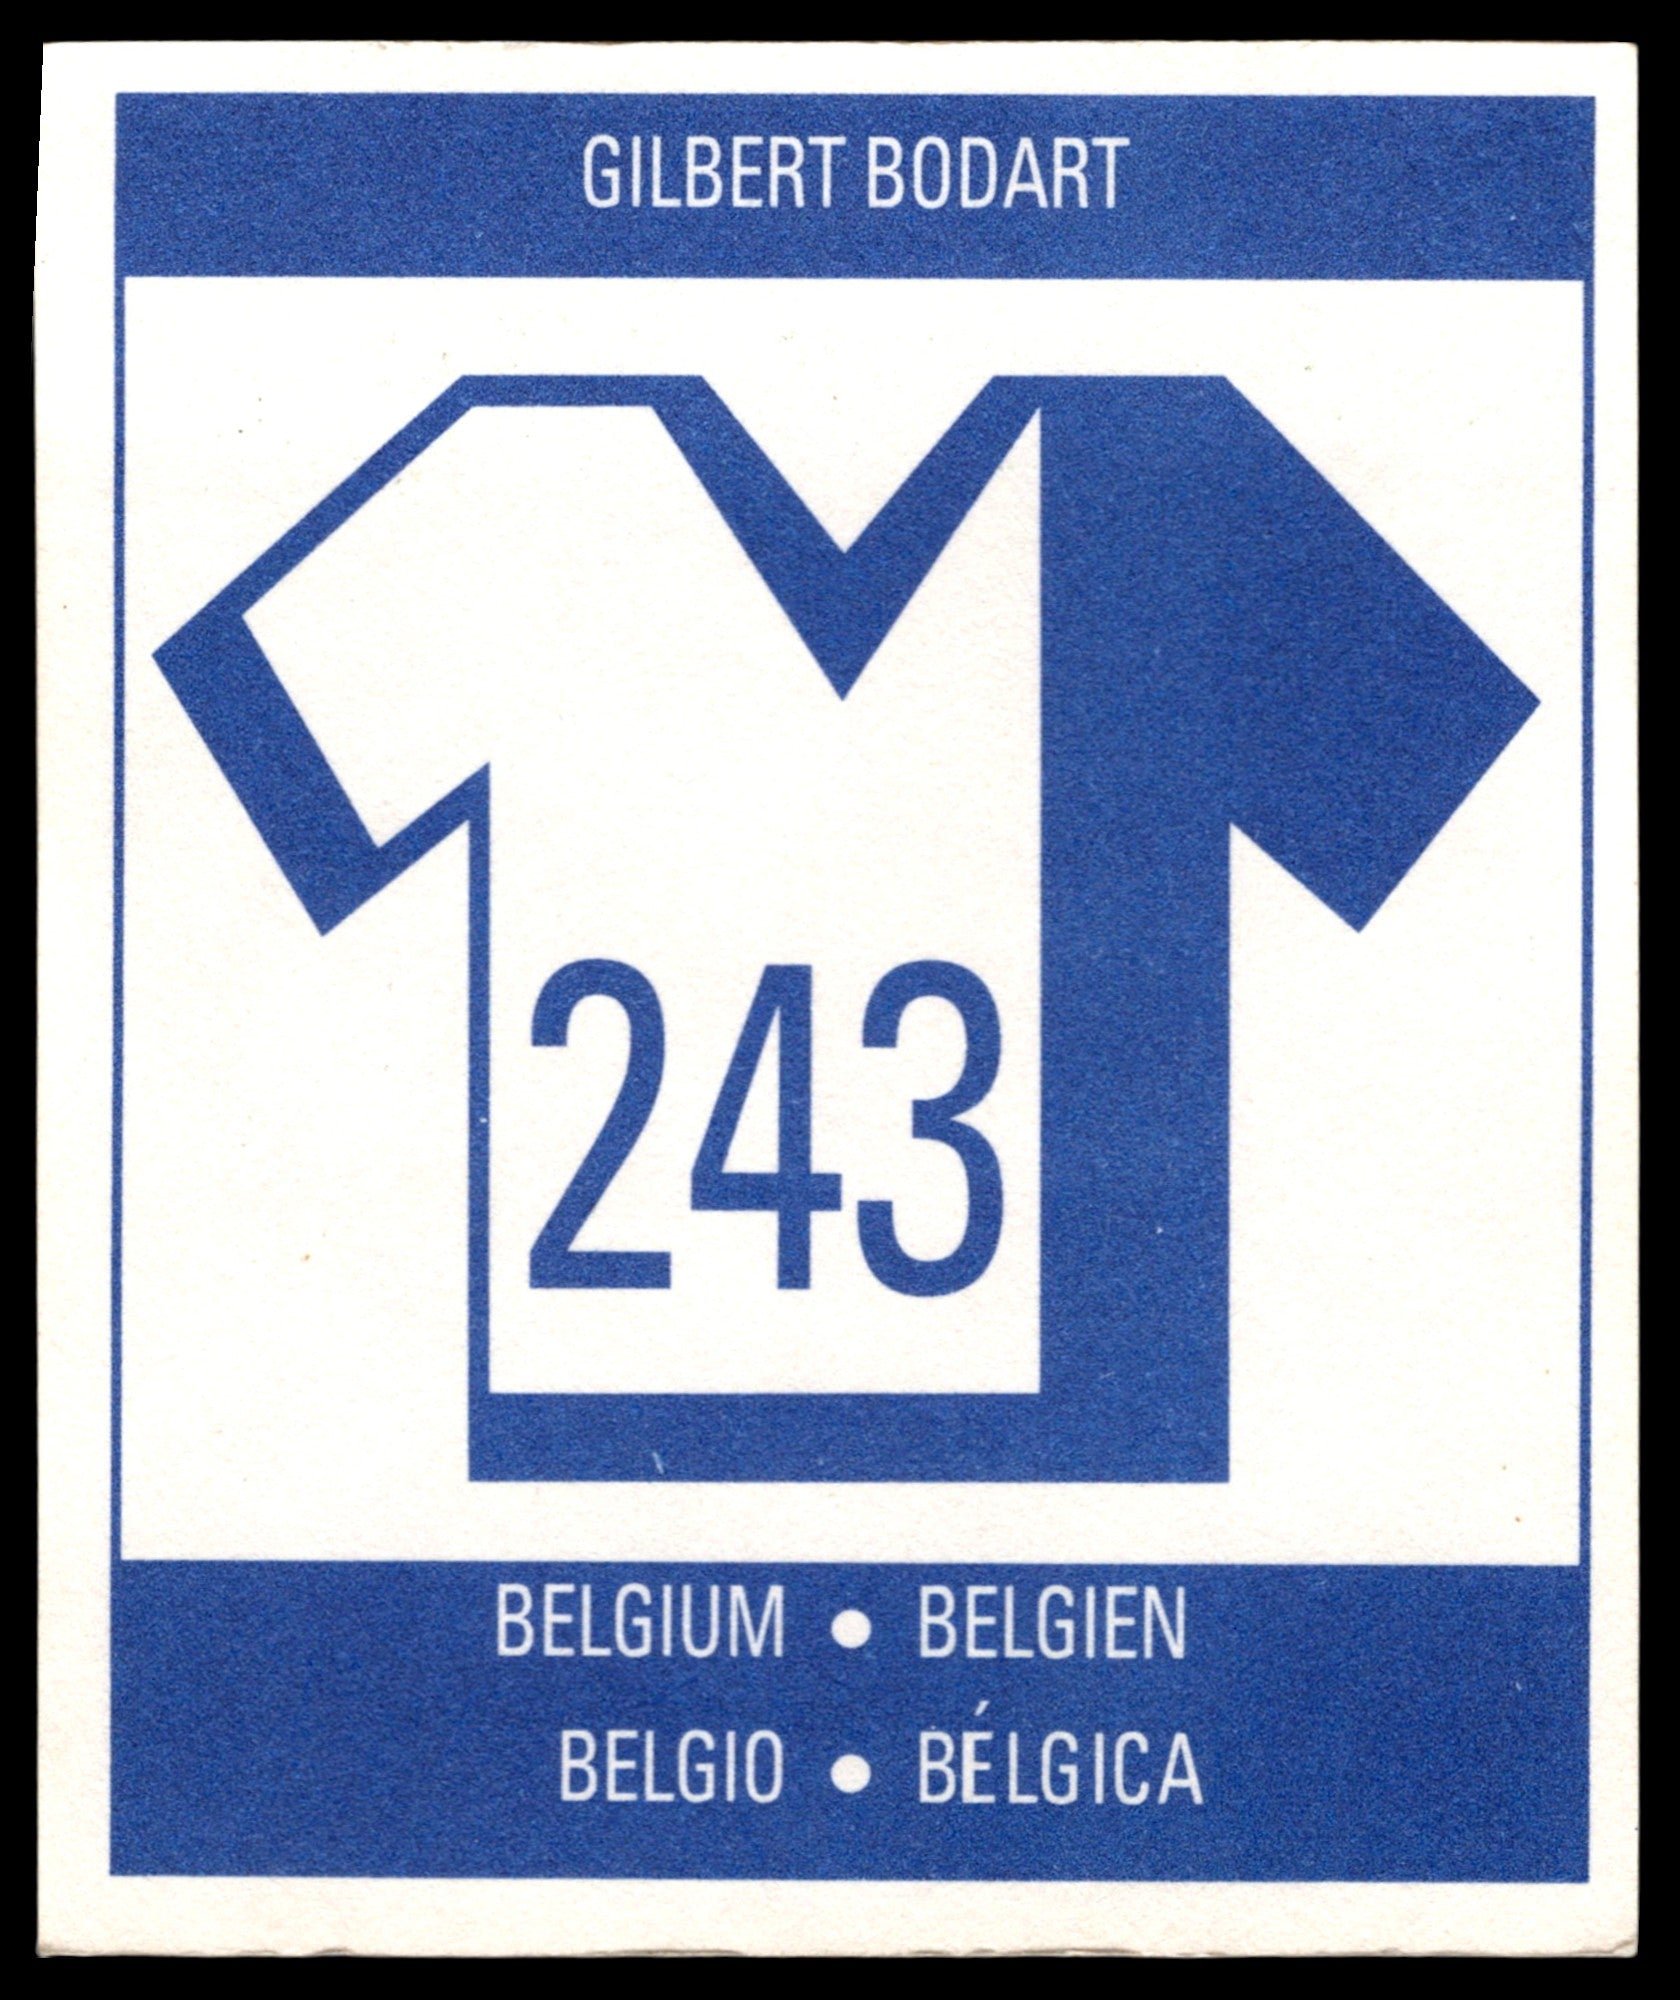 GILBERT BODART
243
BELGIUM • BELGIEN
BELGIO • BÉLGICA